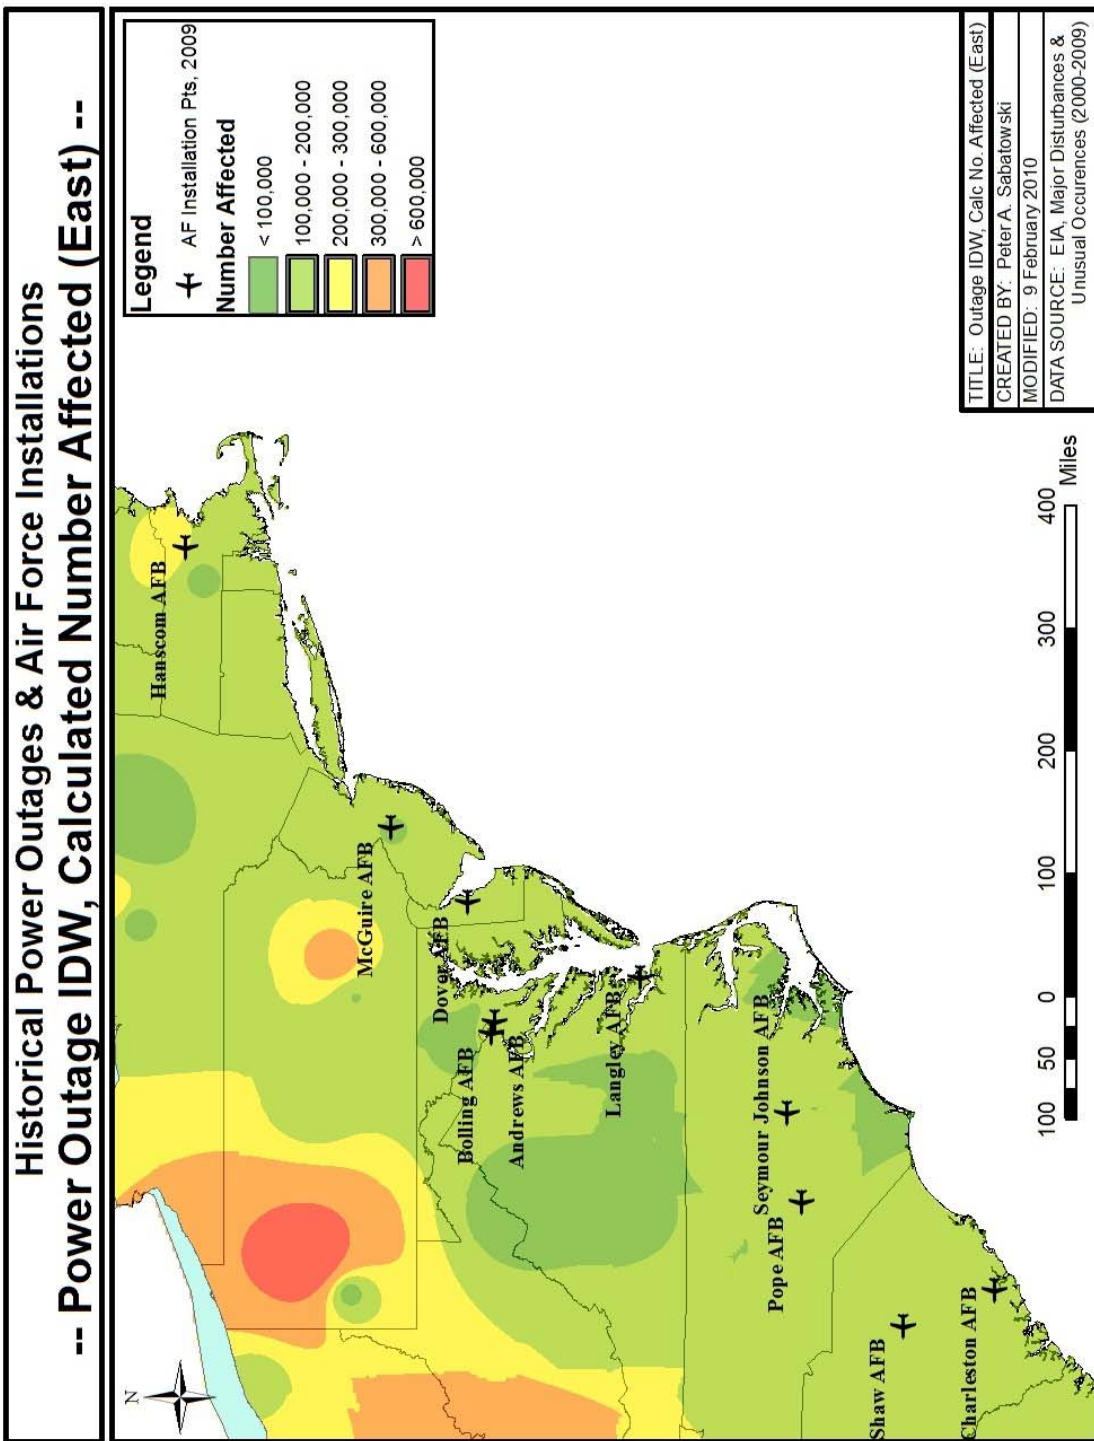 Historical Power Outages & Air Force Installations
-- Power Outage IDW, Calculated Number Affected (East) --
N
Legend
AF Installation Pts, 2009
Number Affected
< 100,000
100,000 - 200,000
200,000 - 300,000
300,000 - 600,000
> 600,000
Hanscom AFB
McGuire AFB
Dover AFB
Bolling AFB
Andrews AFB
Langley AFB
Seymour Johnson AFB
Pope AFB
Shaw AFB
Charleston AFB
100 50 0 100 200 300 400
Miles
TITLE: Outage IDW, Calc No. Affected (East)
CREATED BY: Peter A. Sabatowski
MODIFIED: 9 February 2010
DATA SOURCE: EIA, Major Disturbances &
Unusual Occurences (2000-2009)